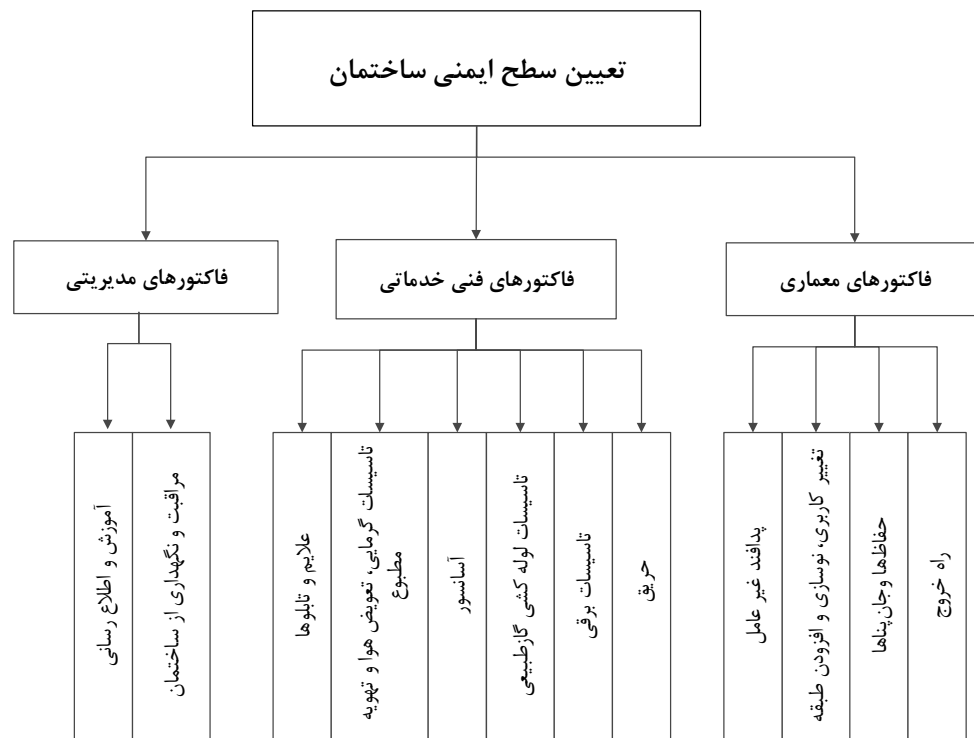 تعیین سطح ایمنی ساختمان
فاکتورهای معماری
فاکتورهای فنی خدماتی
فاکتورهای مدیریتی
راه خروج
حفاظ‌ها وجان‌پناها
تغییر کاربری، نوسازی و افزودن طبقه
پدافند غیر عامل
حریق
تاسیسات برقی
تاسیسات لوله کشی گازطبیعی
آسانسور
تاسیسات گرمایی، تعویض هوا و تهویه
مطبوع
علایم و تابلوها
مراقبت و نگهداری از ساختمان
آموزش و اطلاع رسانی